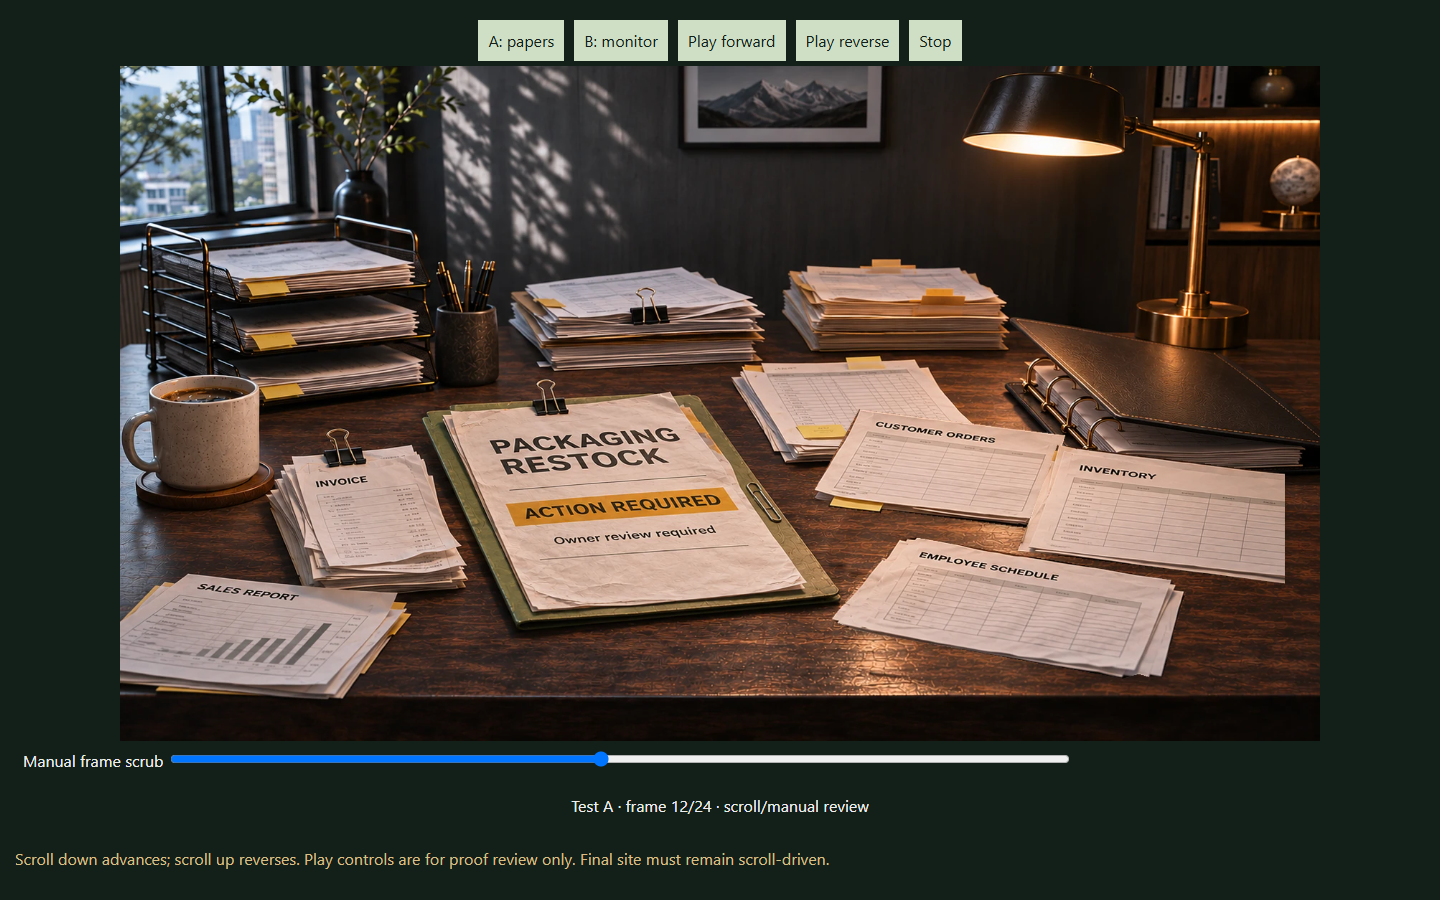 A: papers
B: monitor
Play forward
Play reverse
Stop
PACKAGING
RESTOCK
ACTION REQUIRED
Owner review required
INVOICE
CUSTOMER ORDERS
INVENTORY
EMPLOYEE SCHEDULE
SALES REPORT
Manual frame scrub
Test A · frame 12/24 · scroll/manual review
Scroll down advances; scroll up reverses. Play controls are for proof review only. Final site must remain scroll-driven.